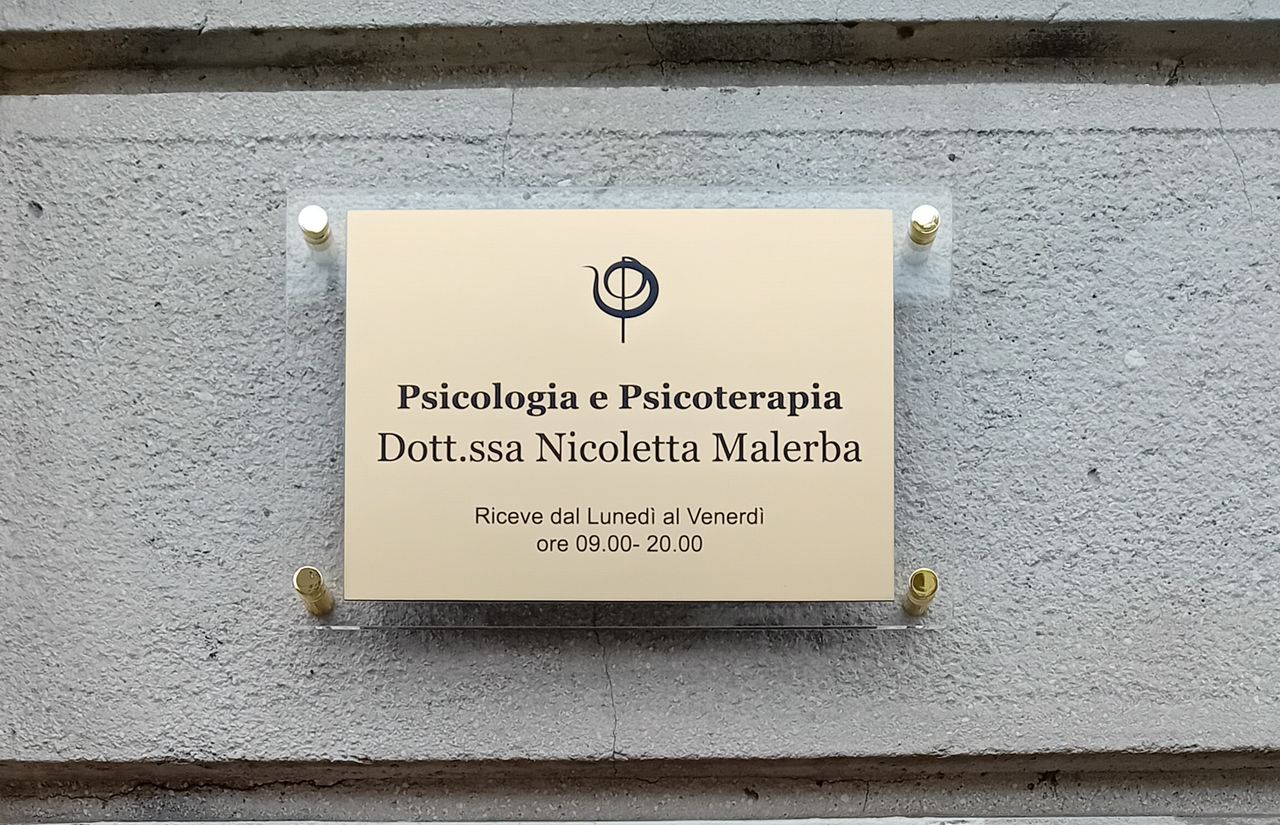 Psicologia e Psicoterapia
Dott.ssa Nicoletta Malerba
Riceve dal Lunedì al Venerdì
ore 09.00- 20.00